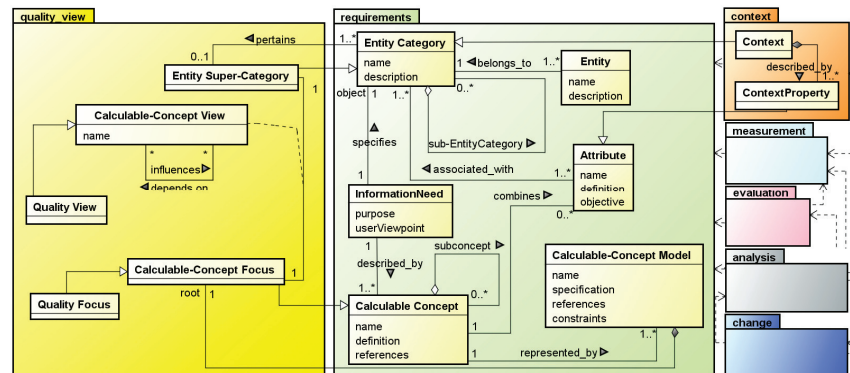 quality_view
requirements
context
pertains
1..*
0..1
Entity Super-Category
1
Entity Category
name
description
object
1
belongs_to
1
1..*
Entity
name
description
Context
described_by
1..*
ContextProperty
Calculable-Concept View
name
*
*
influences
depends on
Quality View
specifies
1..*
0..*
sub-EntityCategory
associated_with
1..*
Attribute
name
definition
objective
measurement
evaluation
1
InformationNeed
purpose
userViewpoint
combines
0..*
1
described_by
1..*
subconcept
0..*
Calculable-Concept Model
name
specification
references
constraints
1..*
analysis
Calculable-Concept Focus
1
root
1
Quality Focus
Calculable Concept
name
definition
references
1
1
represented_by
change